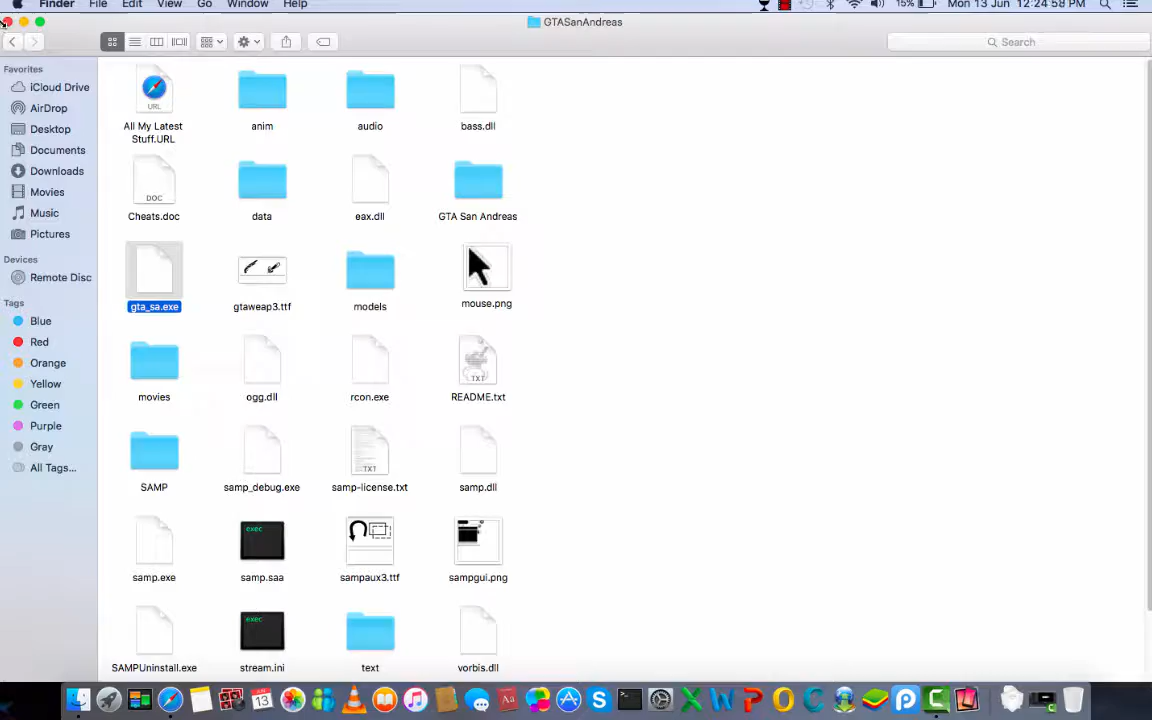 Finder File Edit View Go Window Help 15% Mon 13 Jun 12:24:58 PM
GTASanAndreas
Search
Favorites
iCloud Drive
AirDrop
Desktop
Documents
Downloads
Movies
Music
Pictures
Devices
Remote Disc
Tags
Blue
Red
Orange
Yellow
Green
Purple
Gray
All Tags...
URL
All My Latest
Stuff.URL
anim
audio
bass.dll
DOC
Cheats.doc
data
eax.dll
GTA San Andreas
gta_sa.exe
gtaweap3.ttf
models
mouse.png
TXT
movies
ogg.dll
rcon.exe
README.txt
TXT
SAMP
samp_debug.exe
samp-license.txt
samp.dll
exec
samp.exe
samp.saa
sampaux3.ttf
sampgui.png
exec
SAMPUninstall.exe
stream.ini
text
vorbis.dll
13